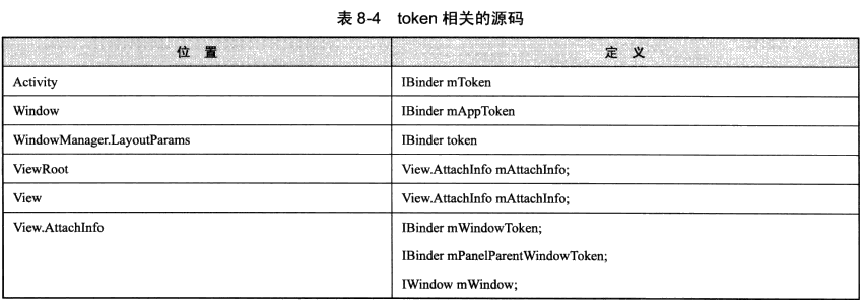 表 8-4 token 相关的源码
位 置 定 义
Activity IBinder mToken
Window IBinder mAppToken
WindowManager.LayoutParams IBinder token
ViewRoot View.AttachInfo mAttachInfo;
View View.AttachInfo mAttachInfo;
View.AttachInfo IBinder mWindowToken;
IBinder mPanelParentWindowToken;
IWindow mWindow;